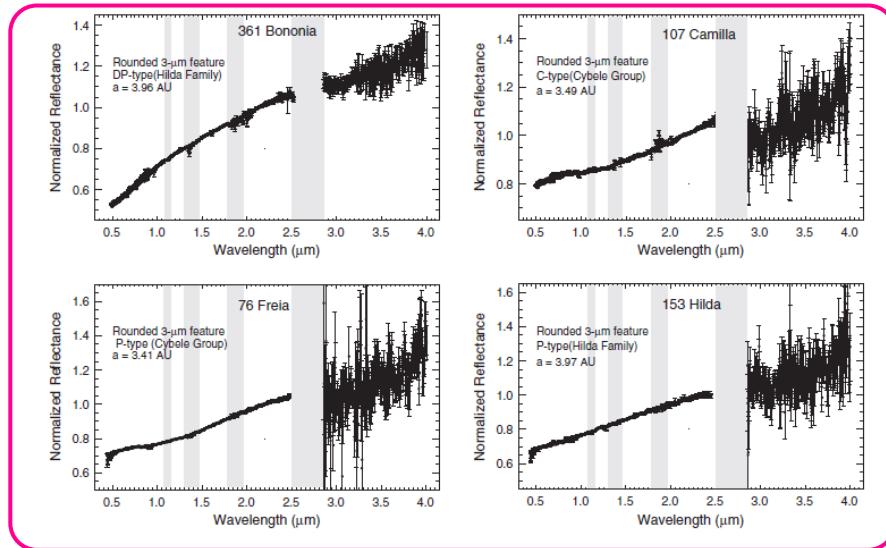 361 Bononia
Rounded 3-μm feature
DP-type(Hilda Family)
a = 3.96 AU
Normalized Reflectance
1.4
1.2
1.0
0.8
0.6
0.5 1.0 1.5 2.0 2.5 3.0 3.5 4.0
Wavelength (μm)
107 Camilla
Rounded 3-μm feature
C-type(Cybele Group)
a = 3.49 AU
Normalized Reflectance
1.4
1.2
1.0
0.8
0.5 1.0 1.5 2.0 2.5 3.0 3.5 4.0
Wavelength (μm)
76 Freia
Rounded 3-μm feature
P-type (Cybele Group)
a = 3.41 AU
Normalized Reflectance
1.6
1.4
1.2
1.0
0.8
0.6
0.5 1.0 1.5 2.0 2.5 3.0 3.5 4.0
Wavelength (μm)
153 Hilda
Rounded 3-μm feature
P-type(Hilda Family)
a = 3.97 AU
Normalized Reflectance
1.6
1.4
1.2
1.0
0.8
0.6
0.5 1.0 1.5 2.0 2.5 3.0 3.5 4.0
Wavelength (μm)